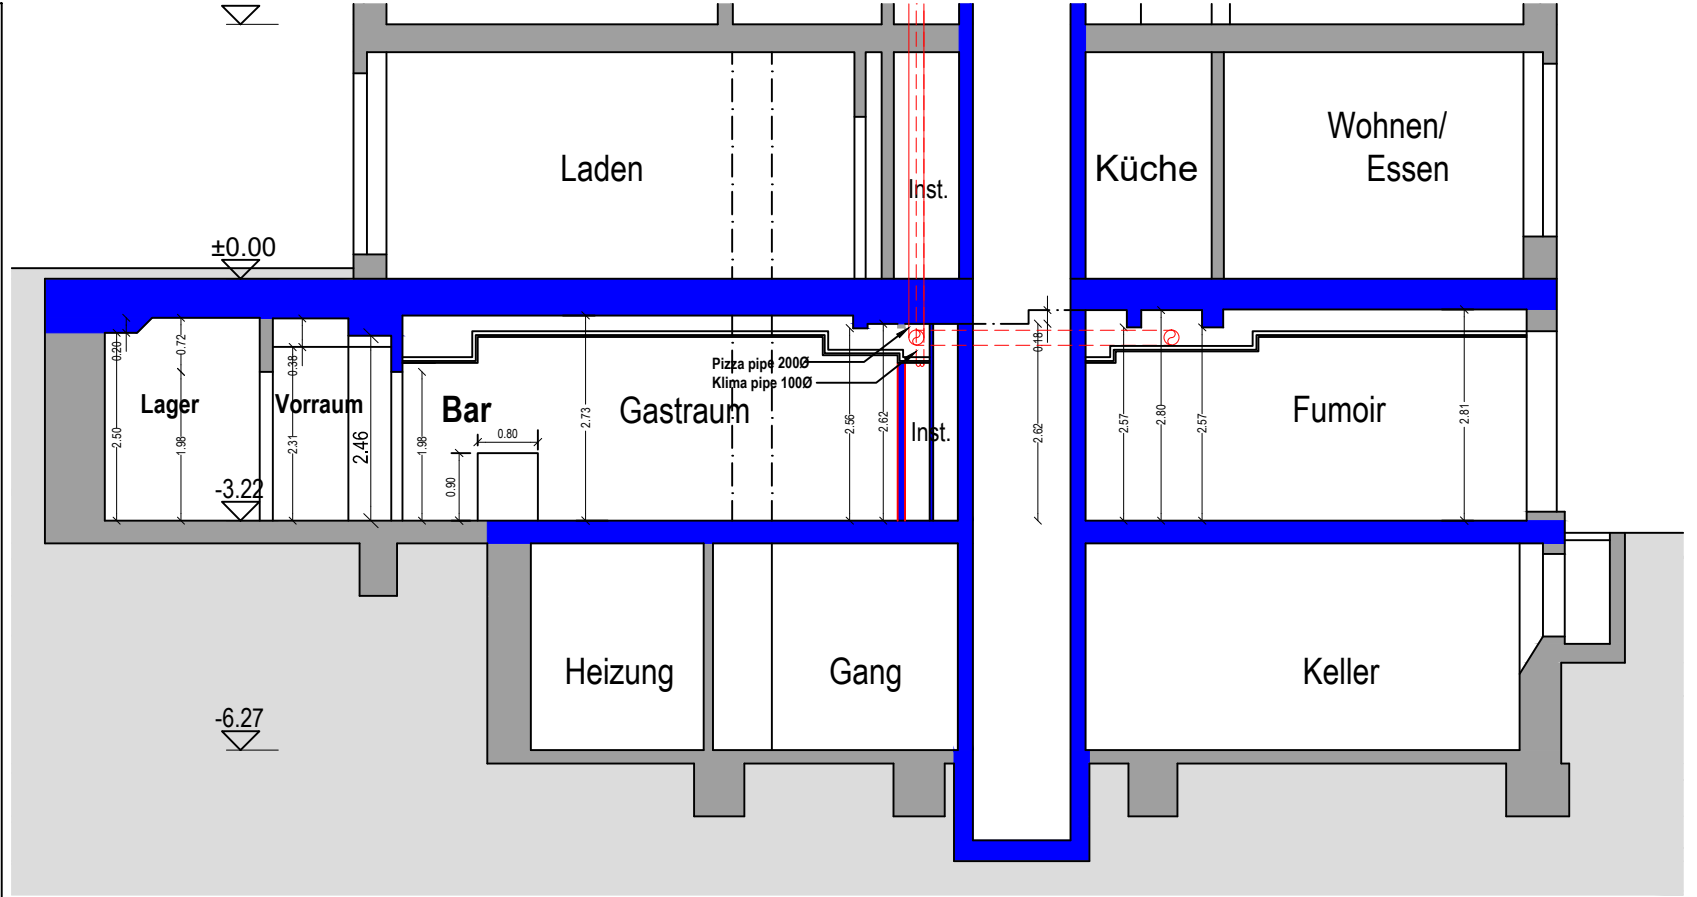 Laden
Inst.
Küche
Wohnen/
Essen
±0.00
0.20
0.72
0.38
0.18
Pizza pipe 200Ø
Klima pipe 100Ø
Lager
Vorraum
Bar
Gastraum
Inst.
Fumoir
2.50
1.98
2.31
2.46
1.98
0.80
0.90
2.73
2.56
2.62
2.62
2.57
2.80
2.57
2.81
-3.22
Heizung
Gang
Keller
-6.27